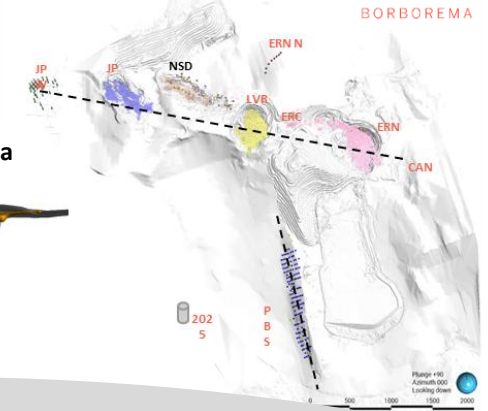 BORBOREMA
ERN N
JP
JP
NSD
LVR
ERC
ERN
a
CAN
202
5
P
B
S
Plunge +90
Azimuth 000
Looking down
0 500 1000 1500 2000